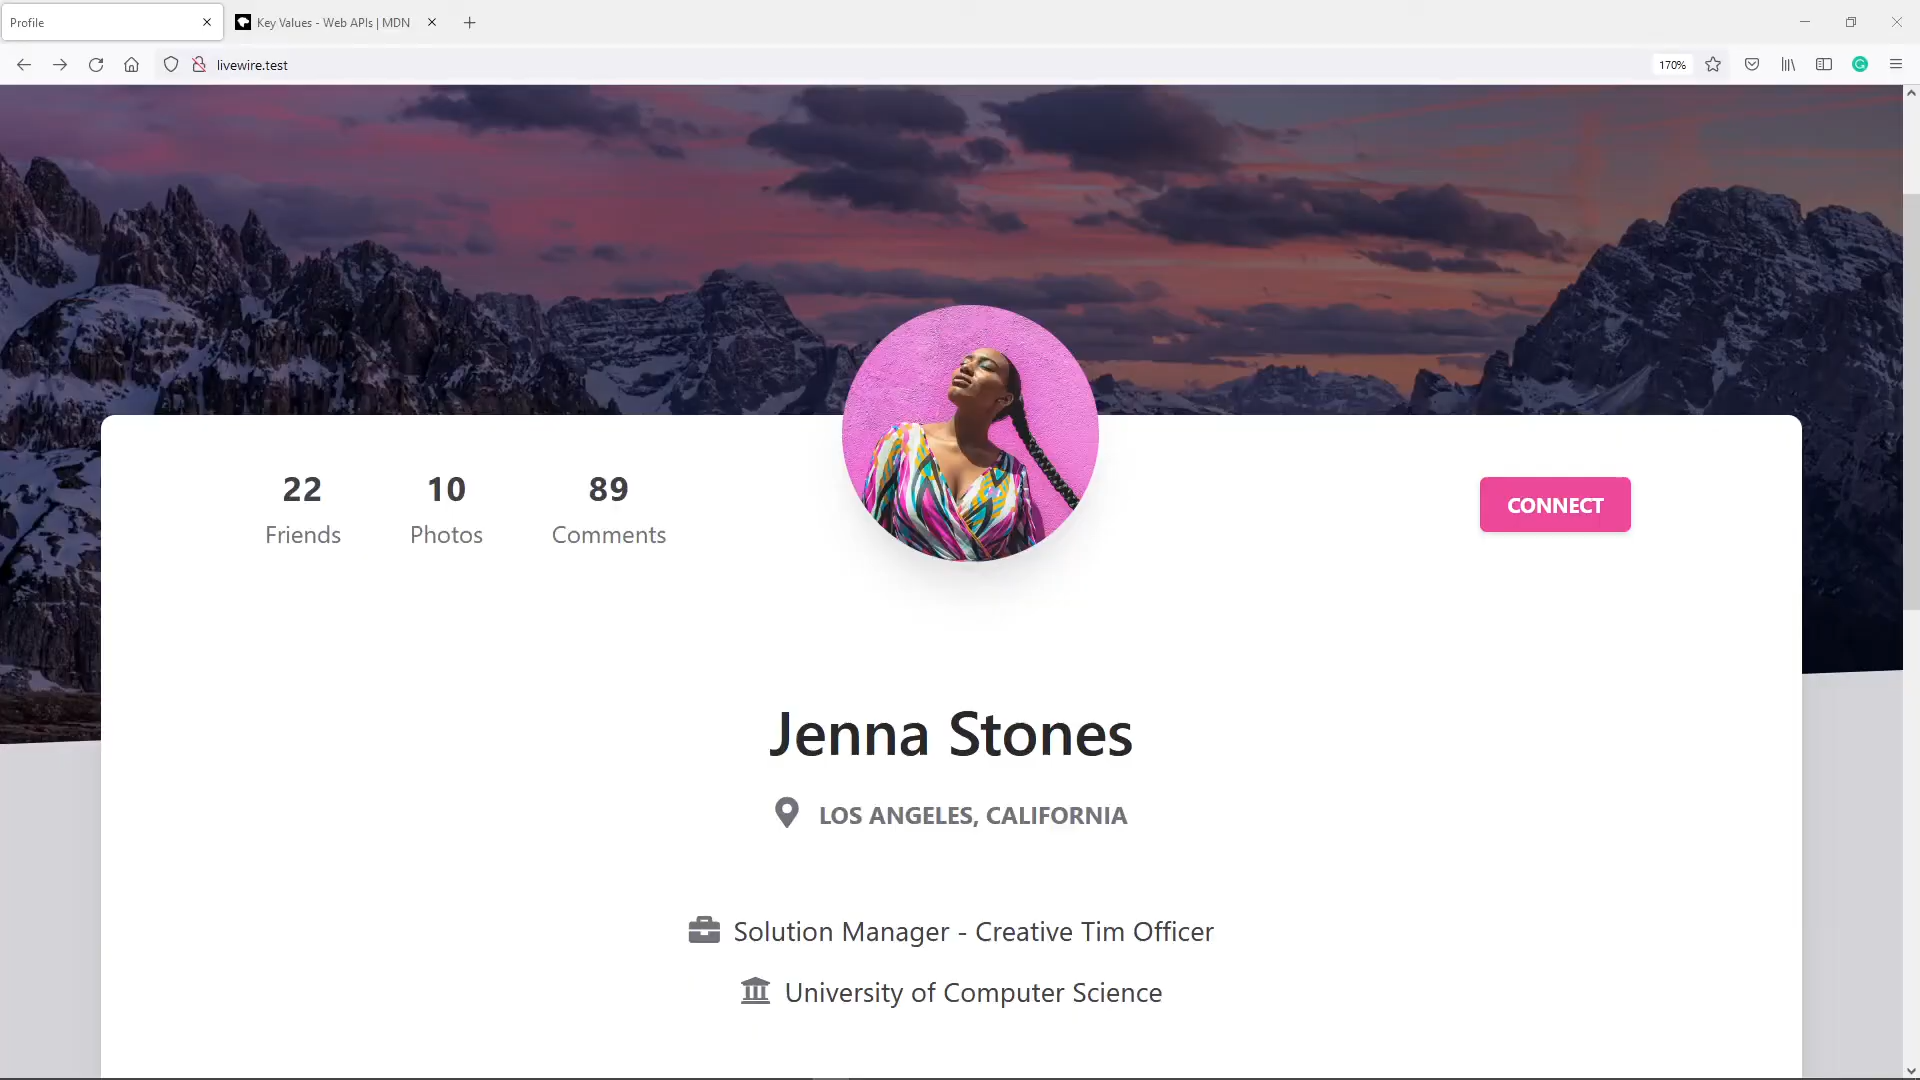 Profile
Key Values - Web APIs | MDN
livewire.test
170%
22
Friends
10
Photos
89
Comments
CONNECT
Jenna Stones
LOS ANGELES, CALIFORNIA
Solution Manager - Creative Tim Officer
University of Computer Science